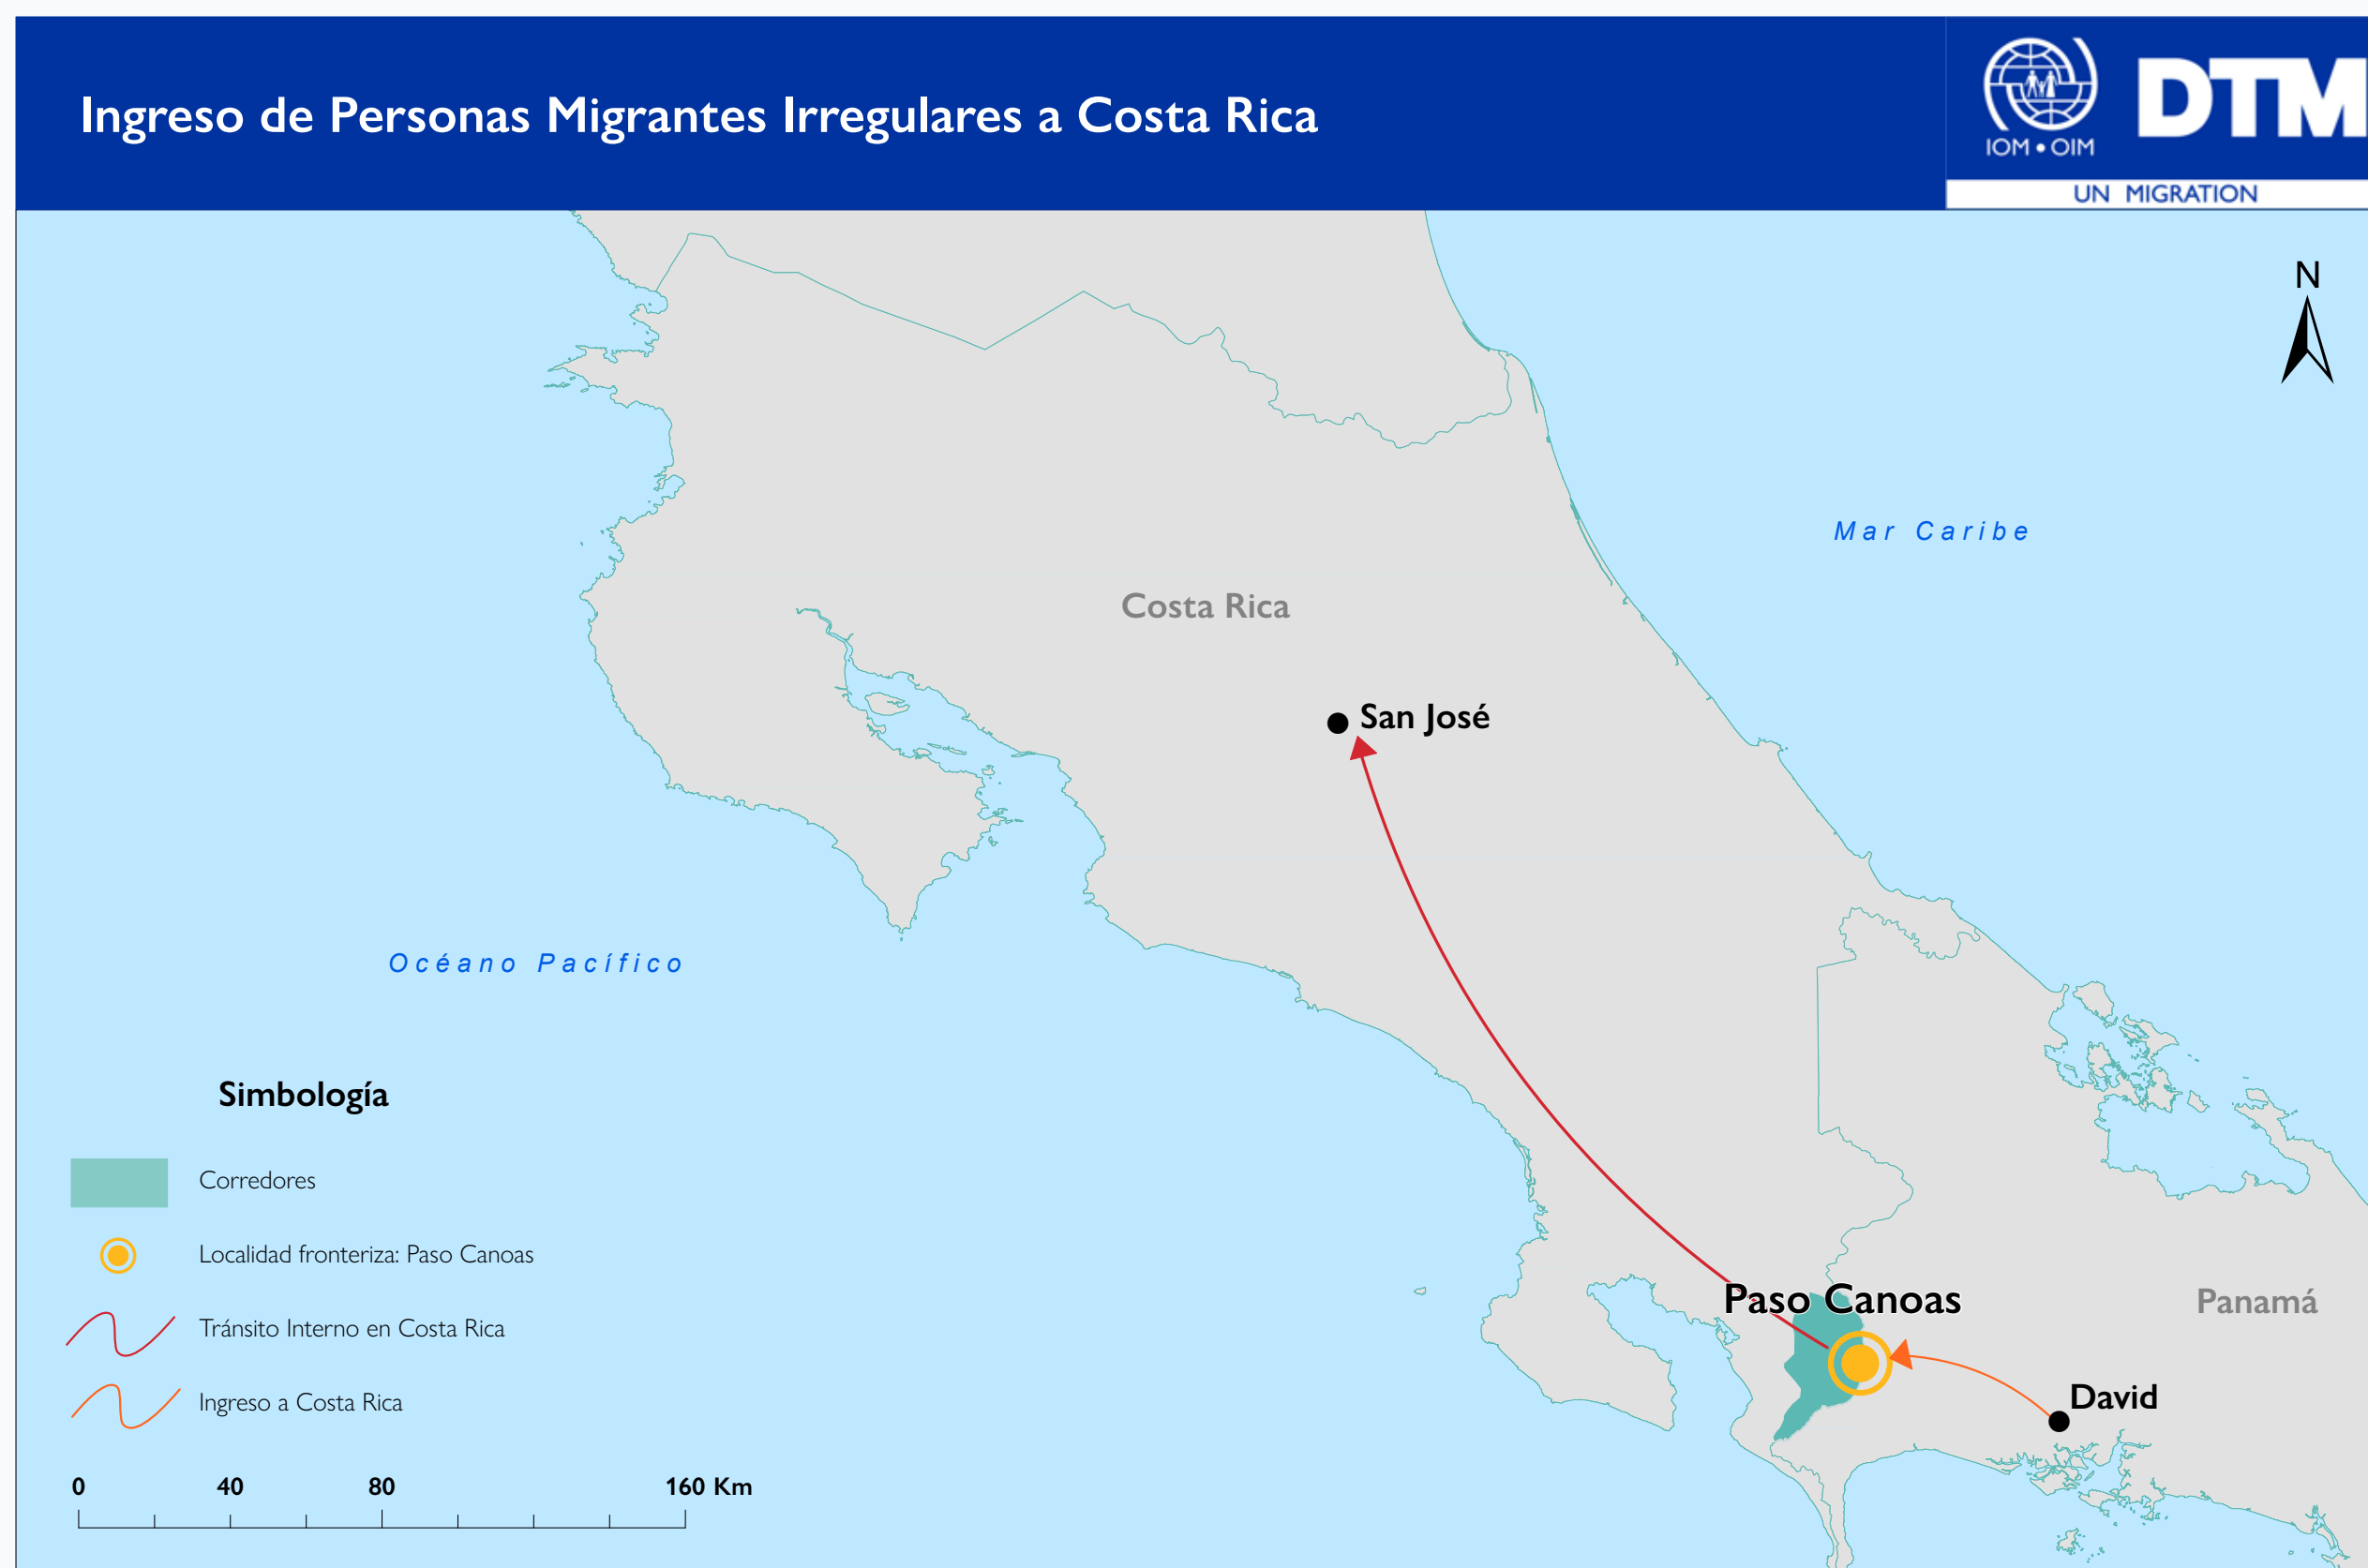 Ingreso de Personas Migrantes Irregulares a Costa Rica
IOM • OIM
DTM
UN MIGRATION
N
Mar Caribe
Costa Rica
San José
Océano Pacífico
Simbología
Corredores
Localidad fronteriza: Paso Canoas
Tránsito Interno en Costa Rica
Ingreso a Costa Rica
Paso Canoas
Panamá
David
0 40 80 160 Km